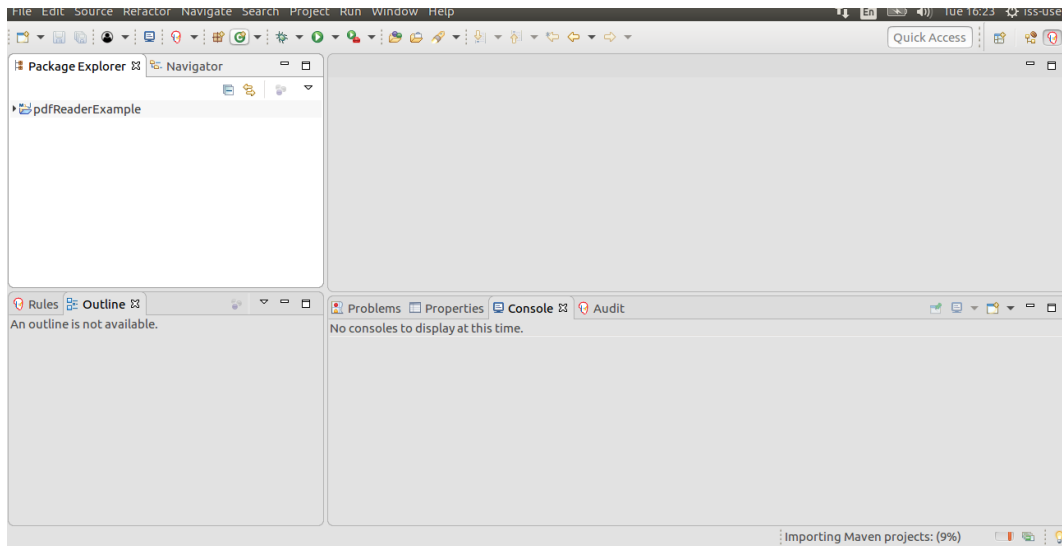 File Edit Source Refactor Navigate Search Project Run Window Help En Tue 16:23 iss-use
Quick Access
Package Explorer Navigator
pdfReaderExample
Rules Outline
An outline is not available.
Problems Properties Console Audit
No consoles to display at this time.
Importing Maven projects: (9%)